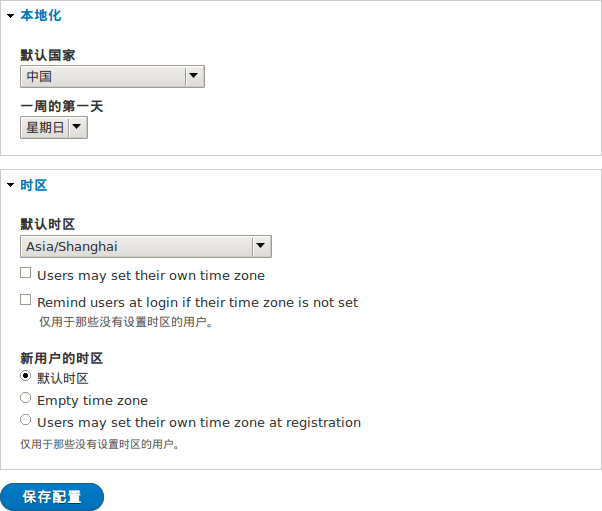 本地化
默认国家
中国
一周的第一天
星期日
时区
默认时区
Asia/Shanghai
Users may set their own time zone
Remind users at login if their time zone is not set
仅用于那些没有设置时区的用户。
新用户的时区
默认时区
Empty time zone
Users may set their own time zone at registration
仅用于那些没有设置时区的用户。
保存配置